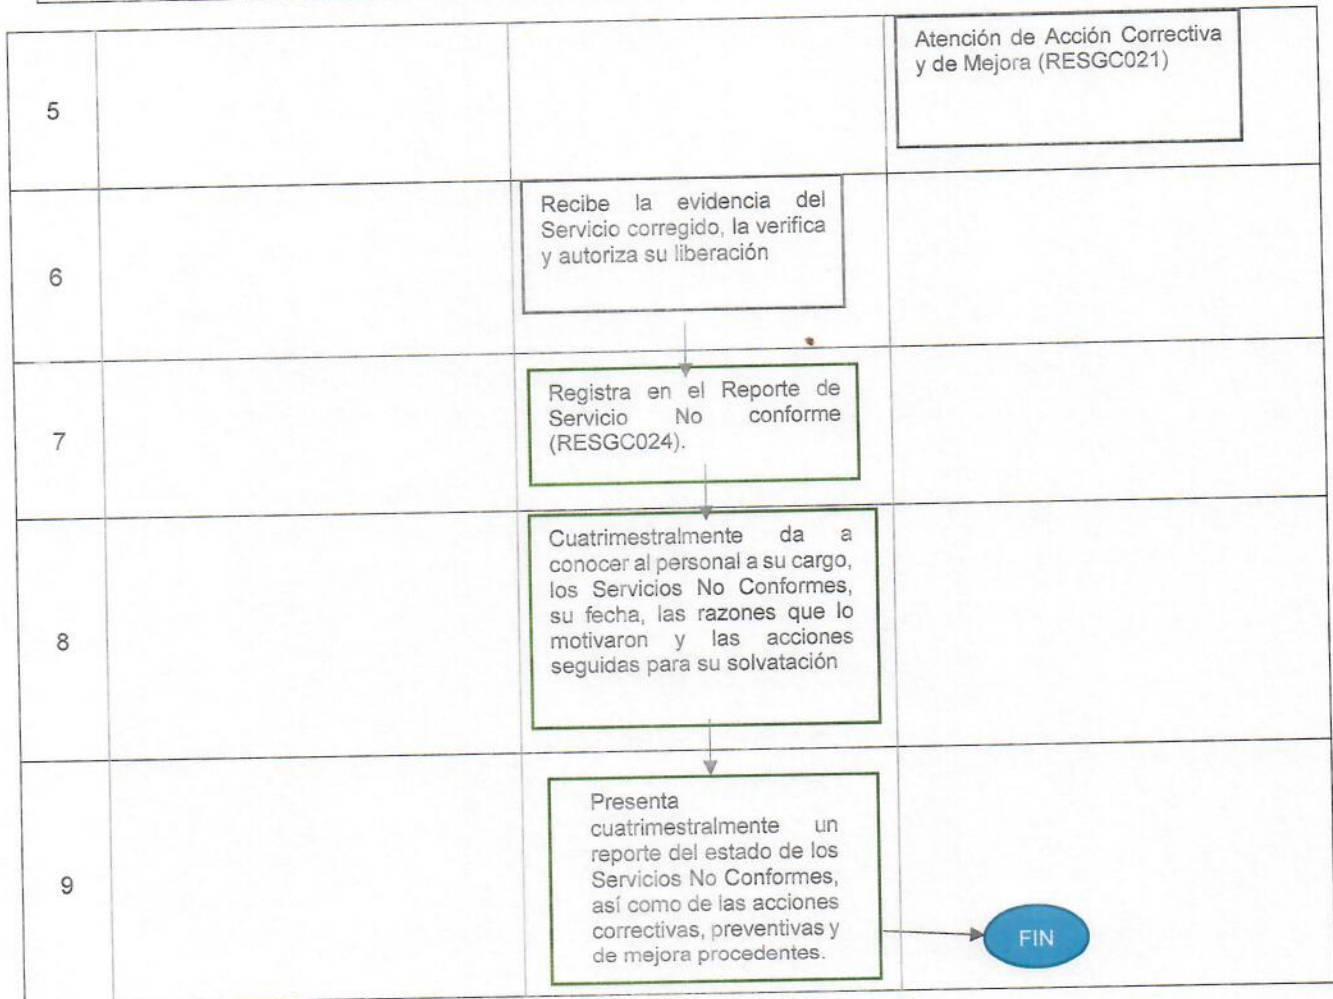 5
Atención de Acción Correctiva
y de Mejora (RESGC021)
6
Recibe la evidencia del
Servicio corregido, la verifica
y autoriza su liberación
7
Registra en el Reporte de
Servicio No conforme
(RESGC024).
8
Cuatrimestralmente da a
conocer al personal a su cargo,
los Servicios No Conformes,
su fecha, las razones que lo
motivaron y las acciones
seguidas para su solvatación
9
Presenta
cuatrimestralmente un
reporte del estado de los
Servicios No Conformes,
así como de las acciones
correctivas, preventivas y
de mejora procedentes.
FIN